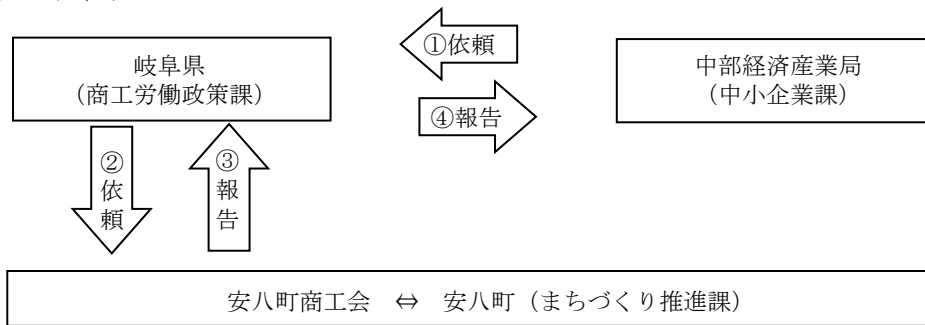 岐阜県
（商工労働政策課）
①依頼
④報告
中部経済産業局
（中小企業課）
②依頼
③報告
安八町商工会　⇔　安八町（まちづくり推進課）